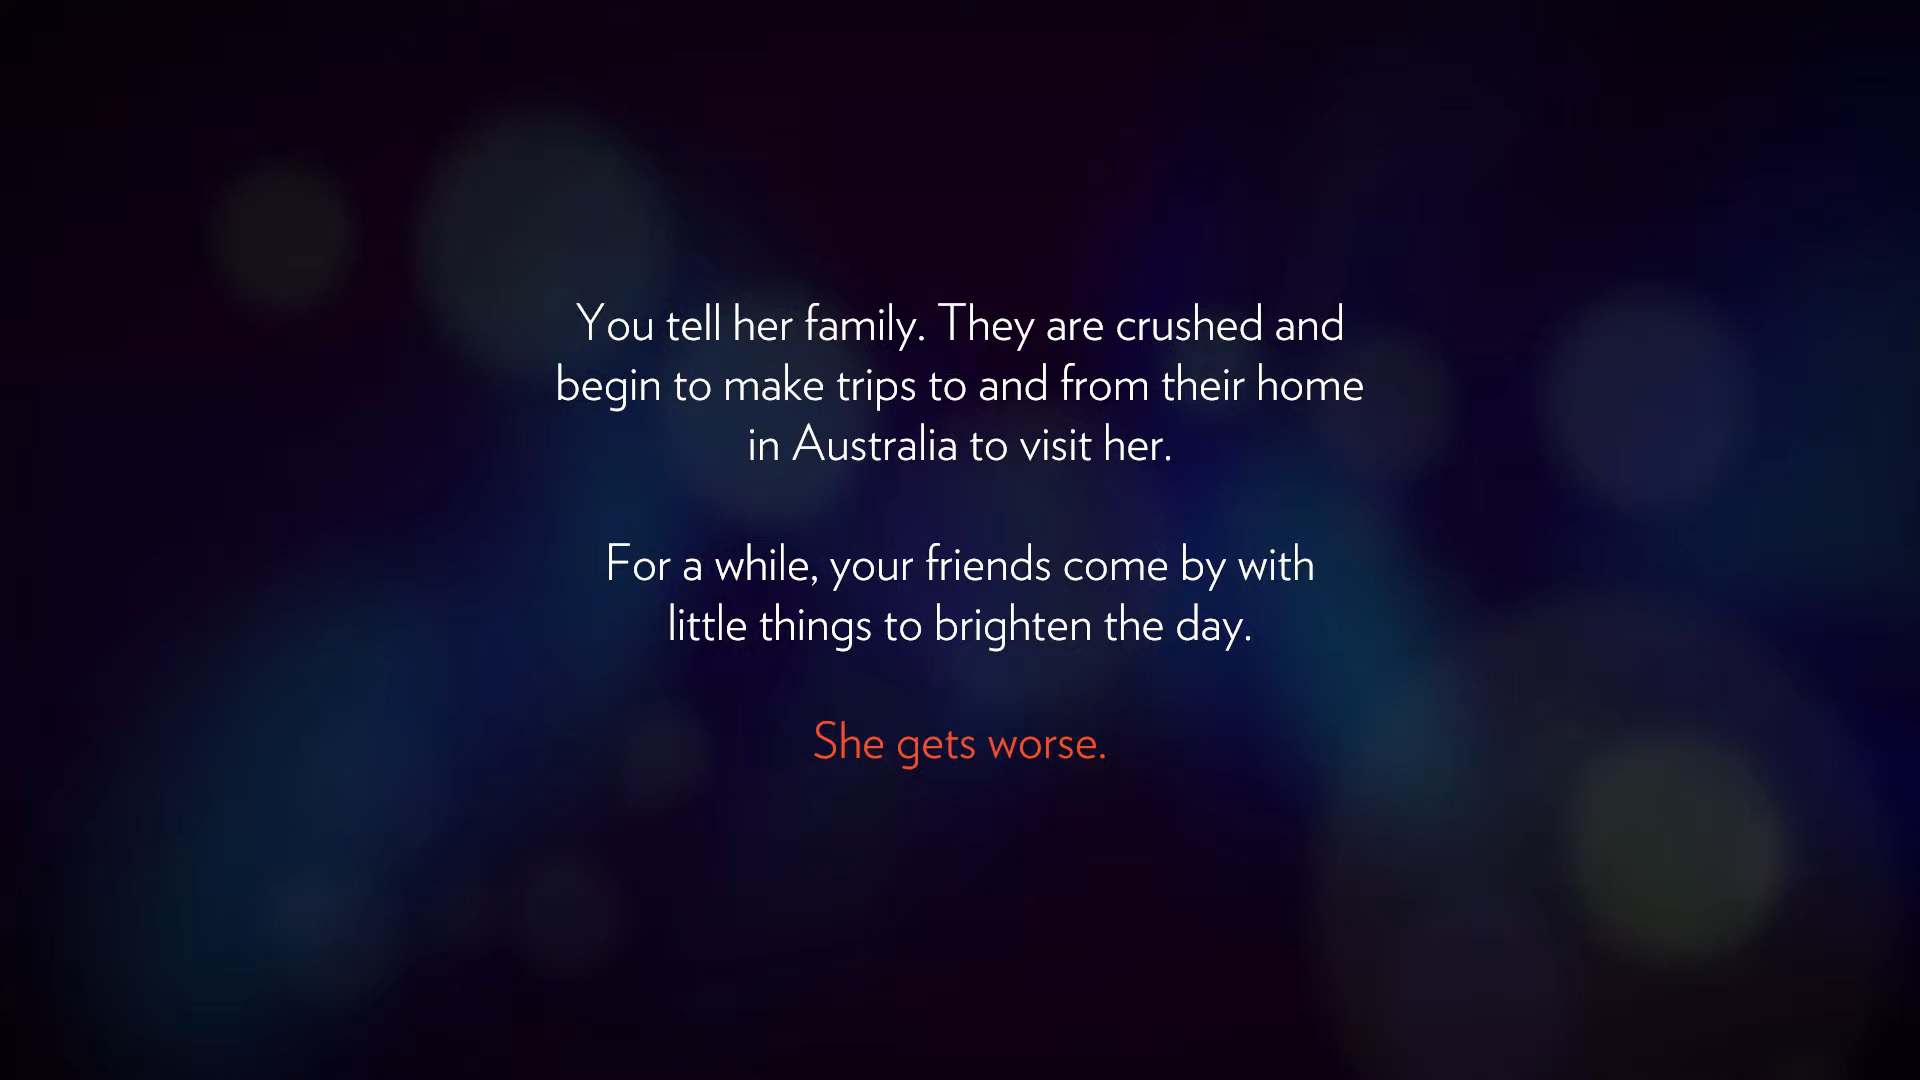 You tell her family. They are crushed and
begin to make trips to and from their home
in Australia to visit her.
For a while, your friends come by with
little things to brighten the day.
She gets worse.